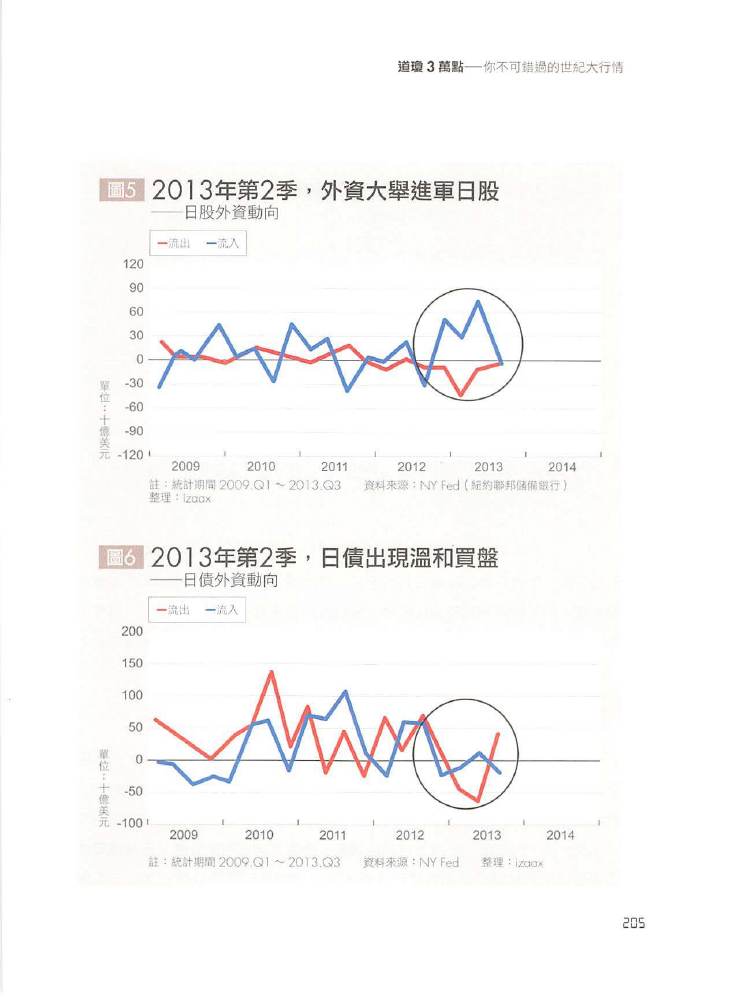 道瓊3萬點──你不可錯過的世紀大行情
圖5 2013年第2季，外資大舉進軍日股
──日股外資動向
流出 流入
120
90
60
30
0
-30
-60
-90
-120
單位：十億美元
2009 2010 2011 2012 2013 2014
註：統計期間2009.Q1～2013.Q3 資料來源：NY Fed（紐約聯邦儲備銀行）
整理：Izaax
圖6 2013年第2季，日債出現溫和買盤
──日債外資動向
流出 流入
200
150
100
50
0
-50
-100
單位：十億美元
2009 2010 2011 2012 2013 2014
註：統計期間2009.Q1～2013.Q3 資料來源：NY Fed 整理：izaax
205